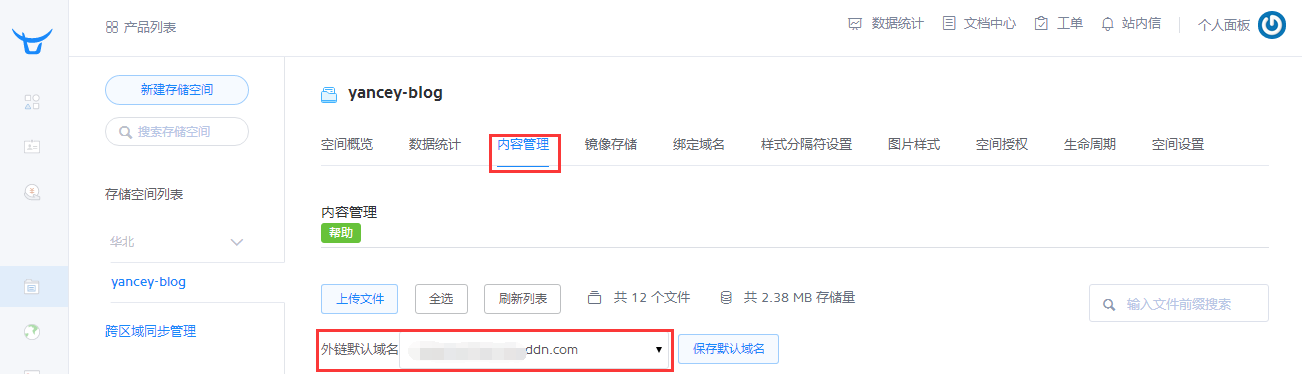 产品列表 数据统计 文档中心 工单 站内信 个人面板
新建存储空间
搜索存储空间
存储空间列表
华北
yancey-blog
跨区域同步管理
yancey-blog
空间概览 数据统计 内容管理 镜像存储 绑定域名 样式分隔符设置 图片样式 空间授权 生命周期 空间设置
内容管理
帮助
上传文件 全选 刷新列表 共 12 个文件 共 2.38 MB 存储量 输入文件前缀搜索
外链默认域名 ddn.com 保存默认域名